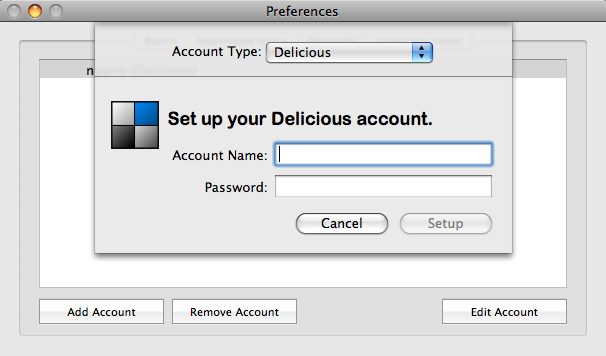 Preferences
Account Type: Delicious
Set up your Delicious account.
Account Name:
Password:
Cancel Setup
Add Account Remove Account Edit Account